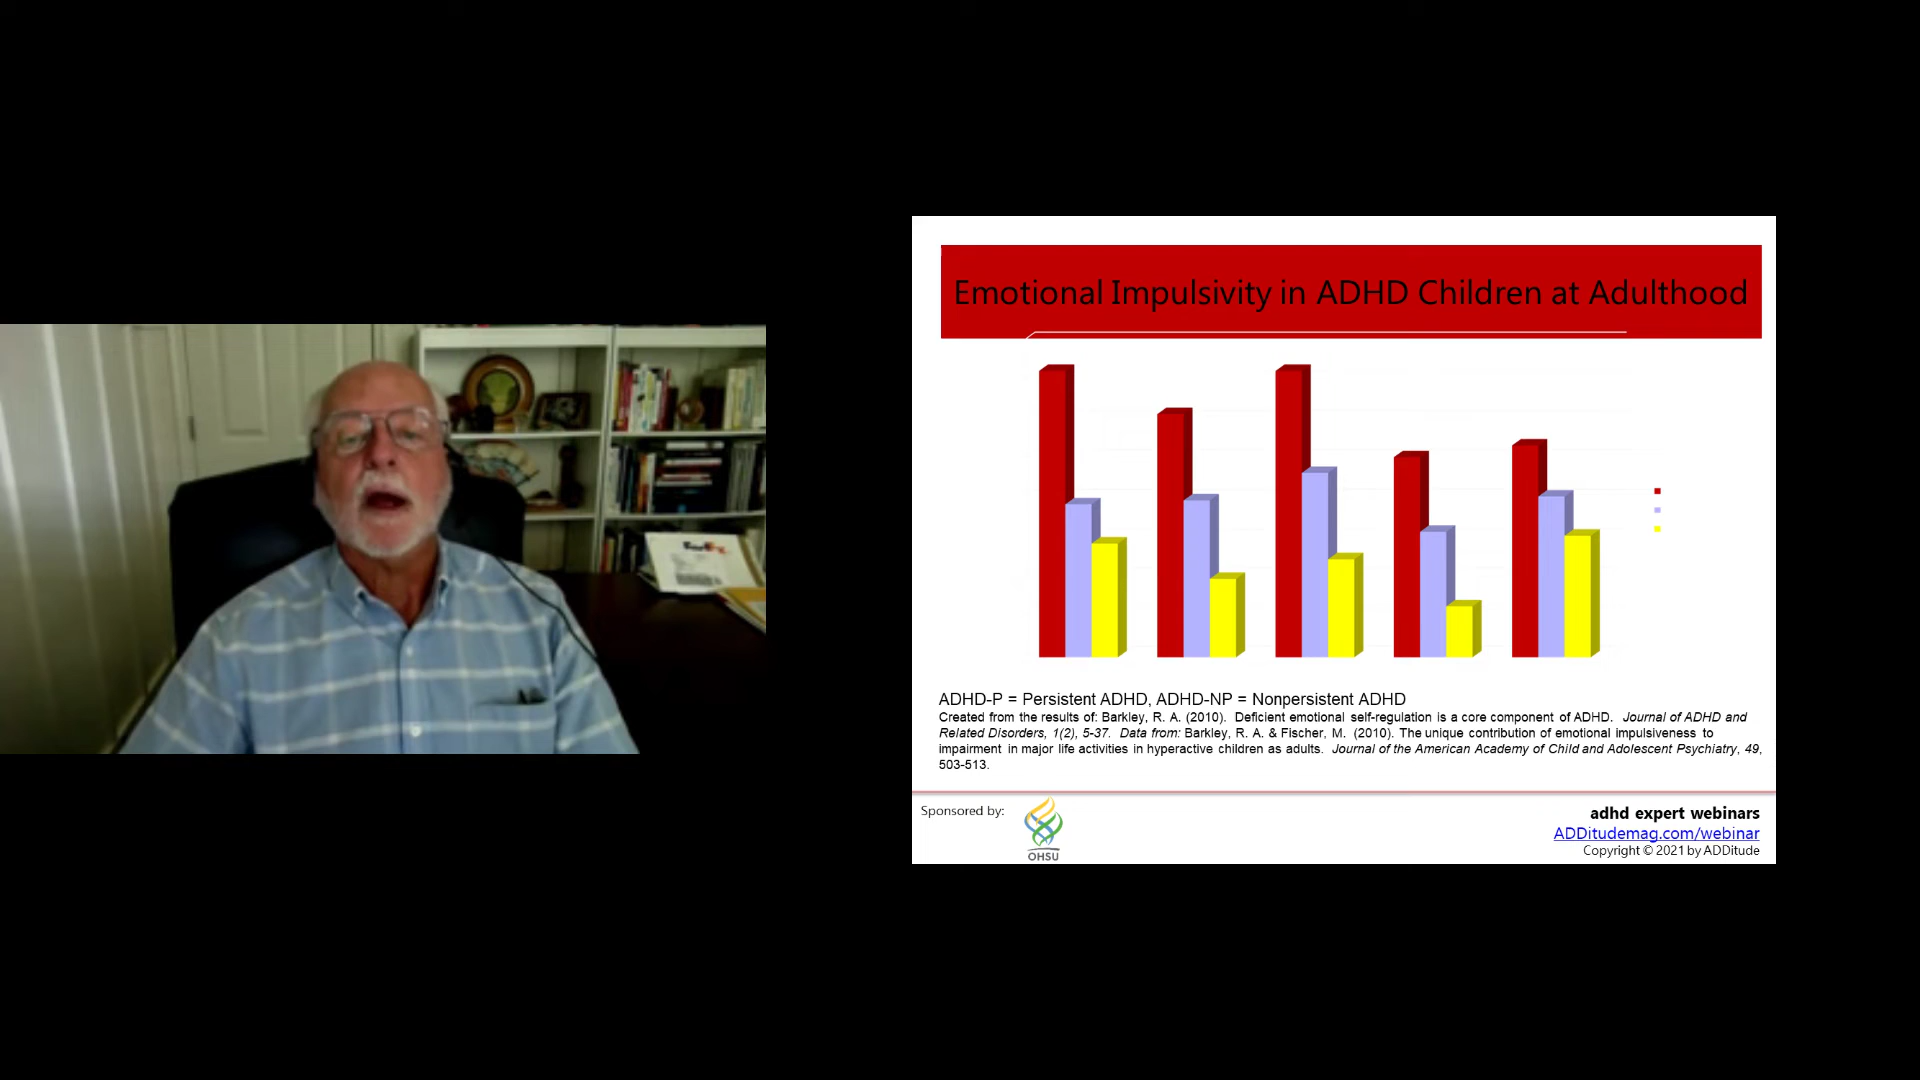 Emotional Impulsivity in ADHD Children at Adulthood
ADHD-P = Persistent ADHD, ADHD-NP = Nonpersistent ADHD
Created from the results of: Barkley, R. A. (2010). Deficient emotional self-regulation is a core component of ADHD. Journal of ADHD and
Related Disorders, 1(2), 5-37. Data from: Barkley, R. A. & Fischer, M. (2010). The unique contribution of emotional impulsiveness to
impairment in major life activities in hyperactive children as adults. Journal of the American Academy of Child and Adolescent Psychiatry, 49,
503-513.
Sponsored by:
OHSU
adhd expert webinars
ADDitudemag.com/webinar
Copyright © 2021 by ADDitude